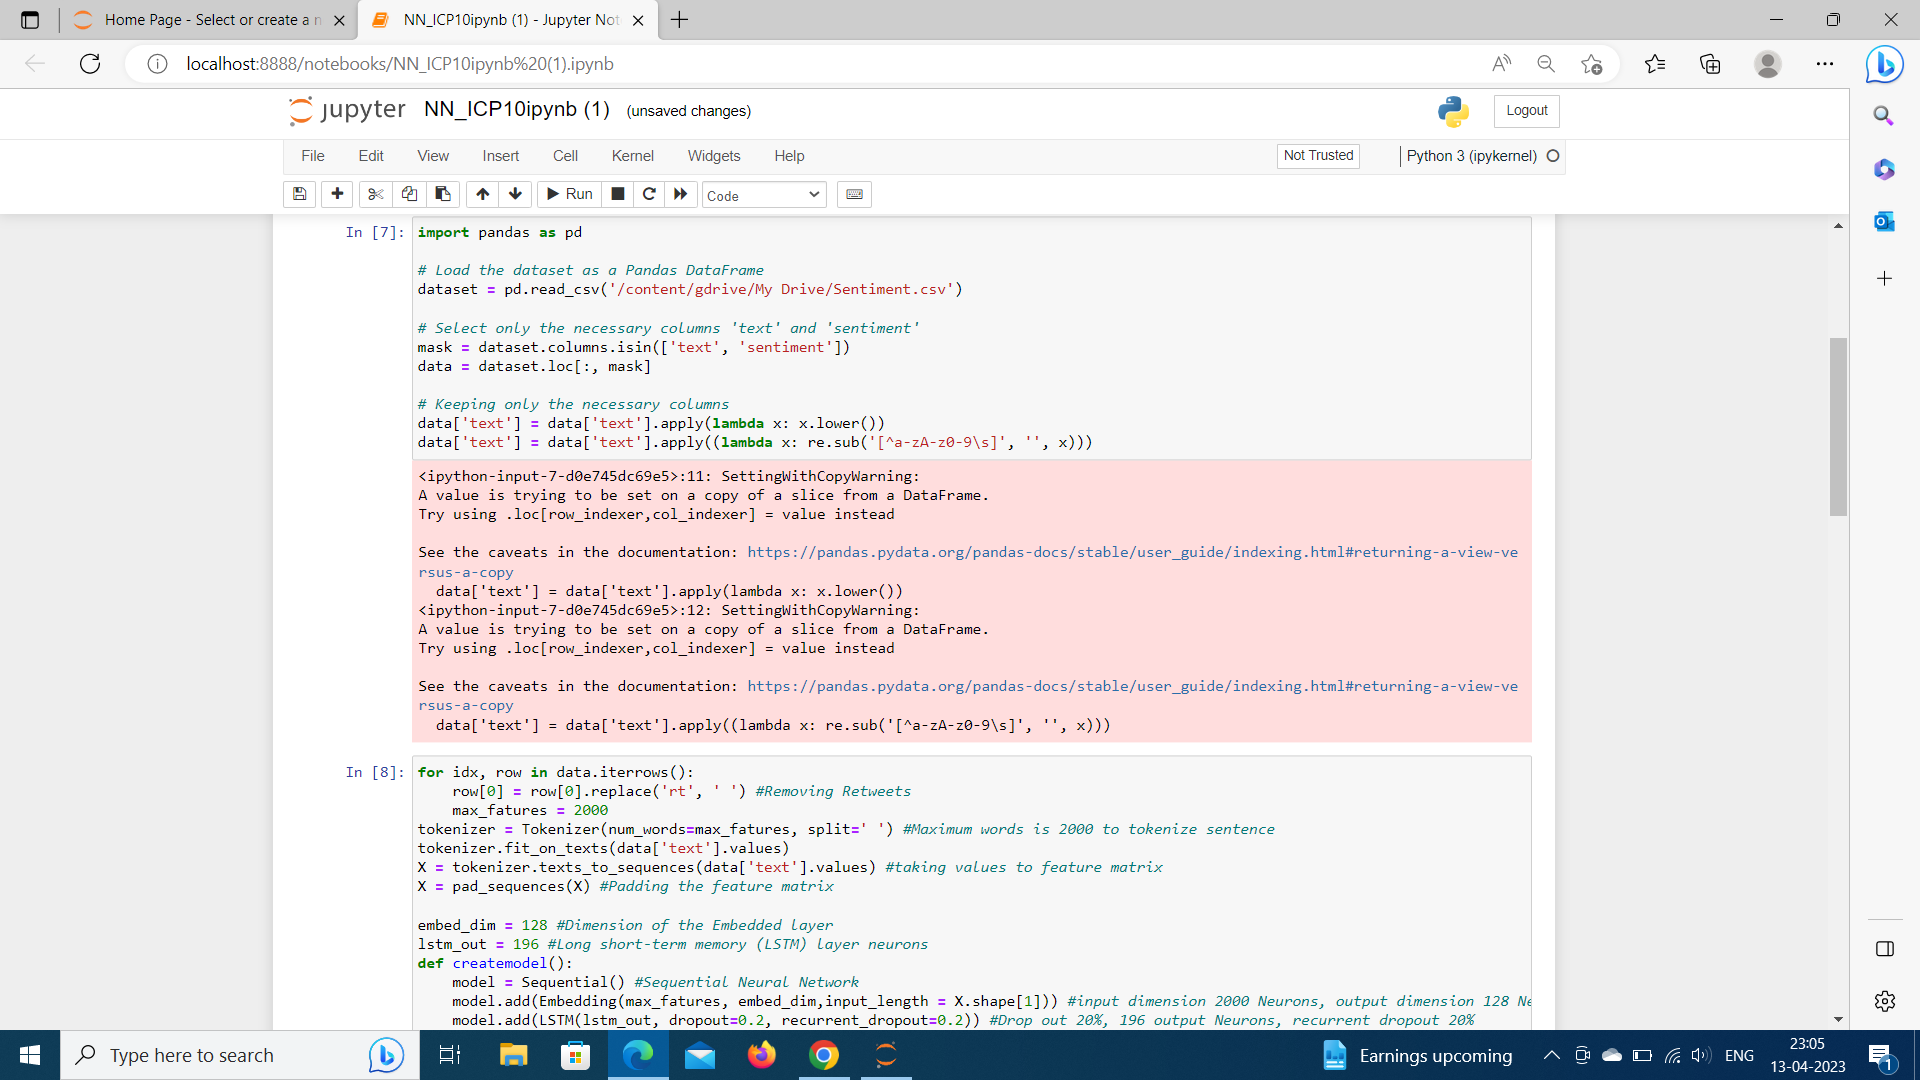 Home Page - Select or create a n
NN_ICP10ipynb (1) - Jupyter Not
localhost:8888/notebooks/NN_ICP10ipynb%20(1).ipynb
jupyter NN_ICP10ipynb (1) (unsaved changes)
Logout
File Edit View Insert Cell Kernel Widgets Help
Not Trusted
Python 3 (ipykernel)
Run
Code
In [7]: import pandas as pd
# Load the dataset as a Pandas DataFrame
dataset = pd.read_csv('/content/gdrive/My Drive/Sentiment.csv')
# Select only the necessary columns 'text' and 'sentiment'
mask = dataset.columns.isin(['text', 'sentiment'])
data = dataset.loc[:, mask]
# Keeping only the necessary columns
data['text'] = data['text'].apply(lambda x: x.lower())
data['text'] = data['text'].apply((lambda x: re.sub('[^a-zA-z0-9\s]', '', x)))
<ipython-input-7-d0e745dc69e5>:11: SettingWithCopyWarning:
A value is trying to be set on a copy of a slice from a DataFrame.
Try using .loc[row_indexer,col_indexer] = value instead
See the caveats in the documentation: https://pandas.pydata.org/pandas-docs/stable/user_guide/indexing.html#returning-a-view-ve
rsus-a-copy
data['text'] = data['text'].apply(lambda x: x.lower())
<ipython-input-7-d0e745dc69e5>:12: SettingWithCopyWarning:
A value is trying to be set on a copy of a slice from a DataFrame.
Try using .loc[row_indexer,col_indexer] = value instead
See the caveats in the documentation: https://pandas.pydata.org/pandas-docs/stable/user_guide/indexing.html#returning-a-view-ve
rsus-a-copy
data['text'] = data['text'].apply((lambda x: re.sub('[^a-zA-z0-9\s]', '', x)))
In [8]: for idx, row in data.iterrows():
row[0] = row[0].replace('rt', ' ') #Removing Retweets
max_fatures = 2000
tokenizer = Tokenizer(num_words=max_fatures, split=' ') #Maximum words is 2000 to tokenize sentence
tokenizer.fit_on_texts(data['text'].values)
X = tokenizer.texts_to_sequences(data['text'].values) #taking values to feature matrix
X = pad_sequences(X) #Padding the feature matrix
embed_dim = 128 #Dimension of the Embedded layer
lstm_out = 196 #Long short-term memory (LSTM) layer neurons
def createmodel():
model = Sequential() #Sequential Neural Network
model.add(Embedding(max_fatures, embed_dim,input_length = X.shape[1])) #input dimension 2000 Neurons, output dimension 128 Ne
model.add(LSTM(lstm_out, dropout=0.2, recurrent_dropout=0.2)) #Drop out 20%, 196 output Neurons, recurrent dropout 20%
Type here to search
Earnings upcoming
ENG
23:05
13-04-2023
1